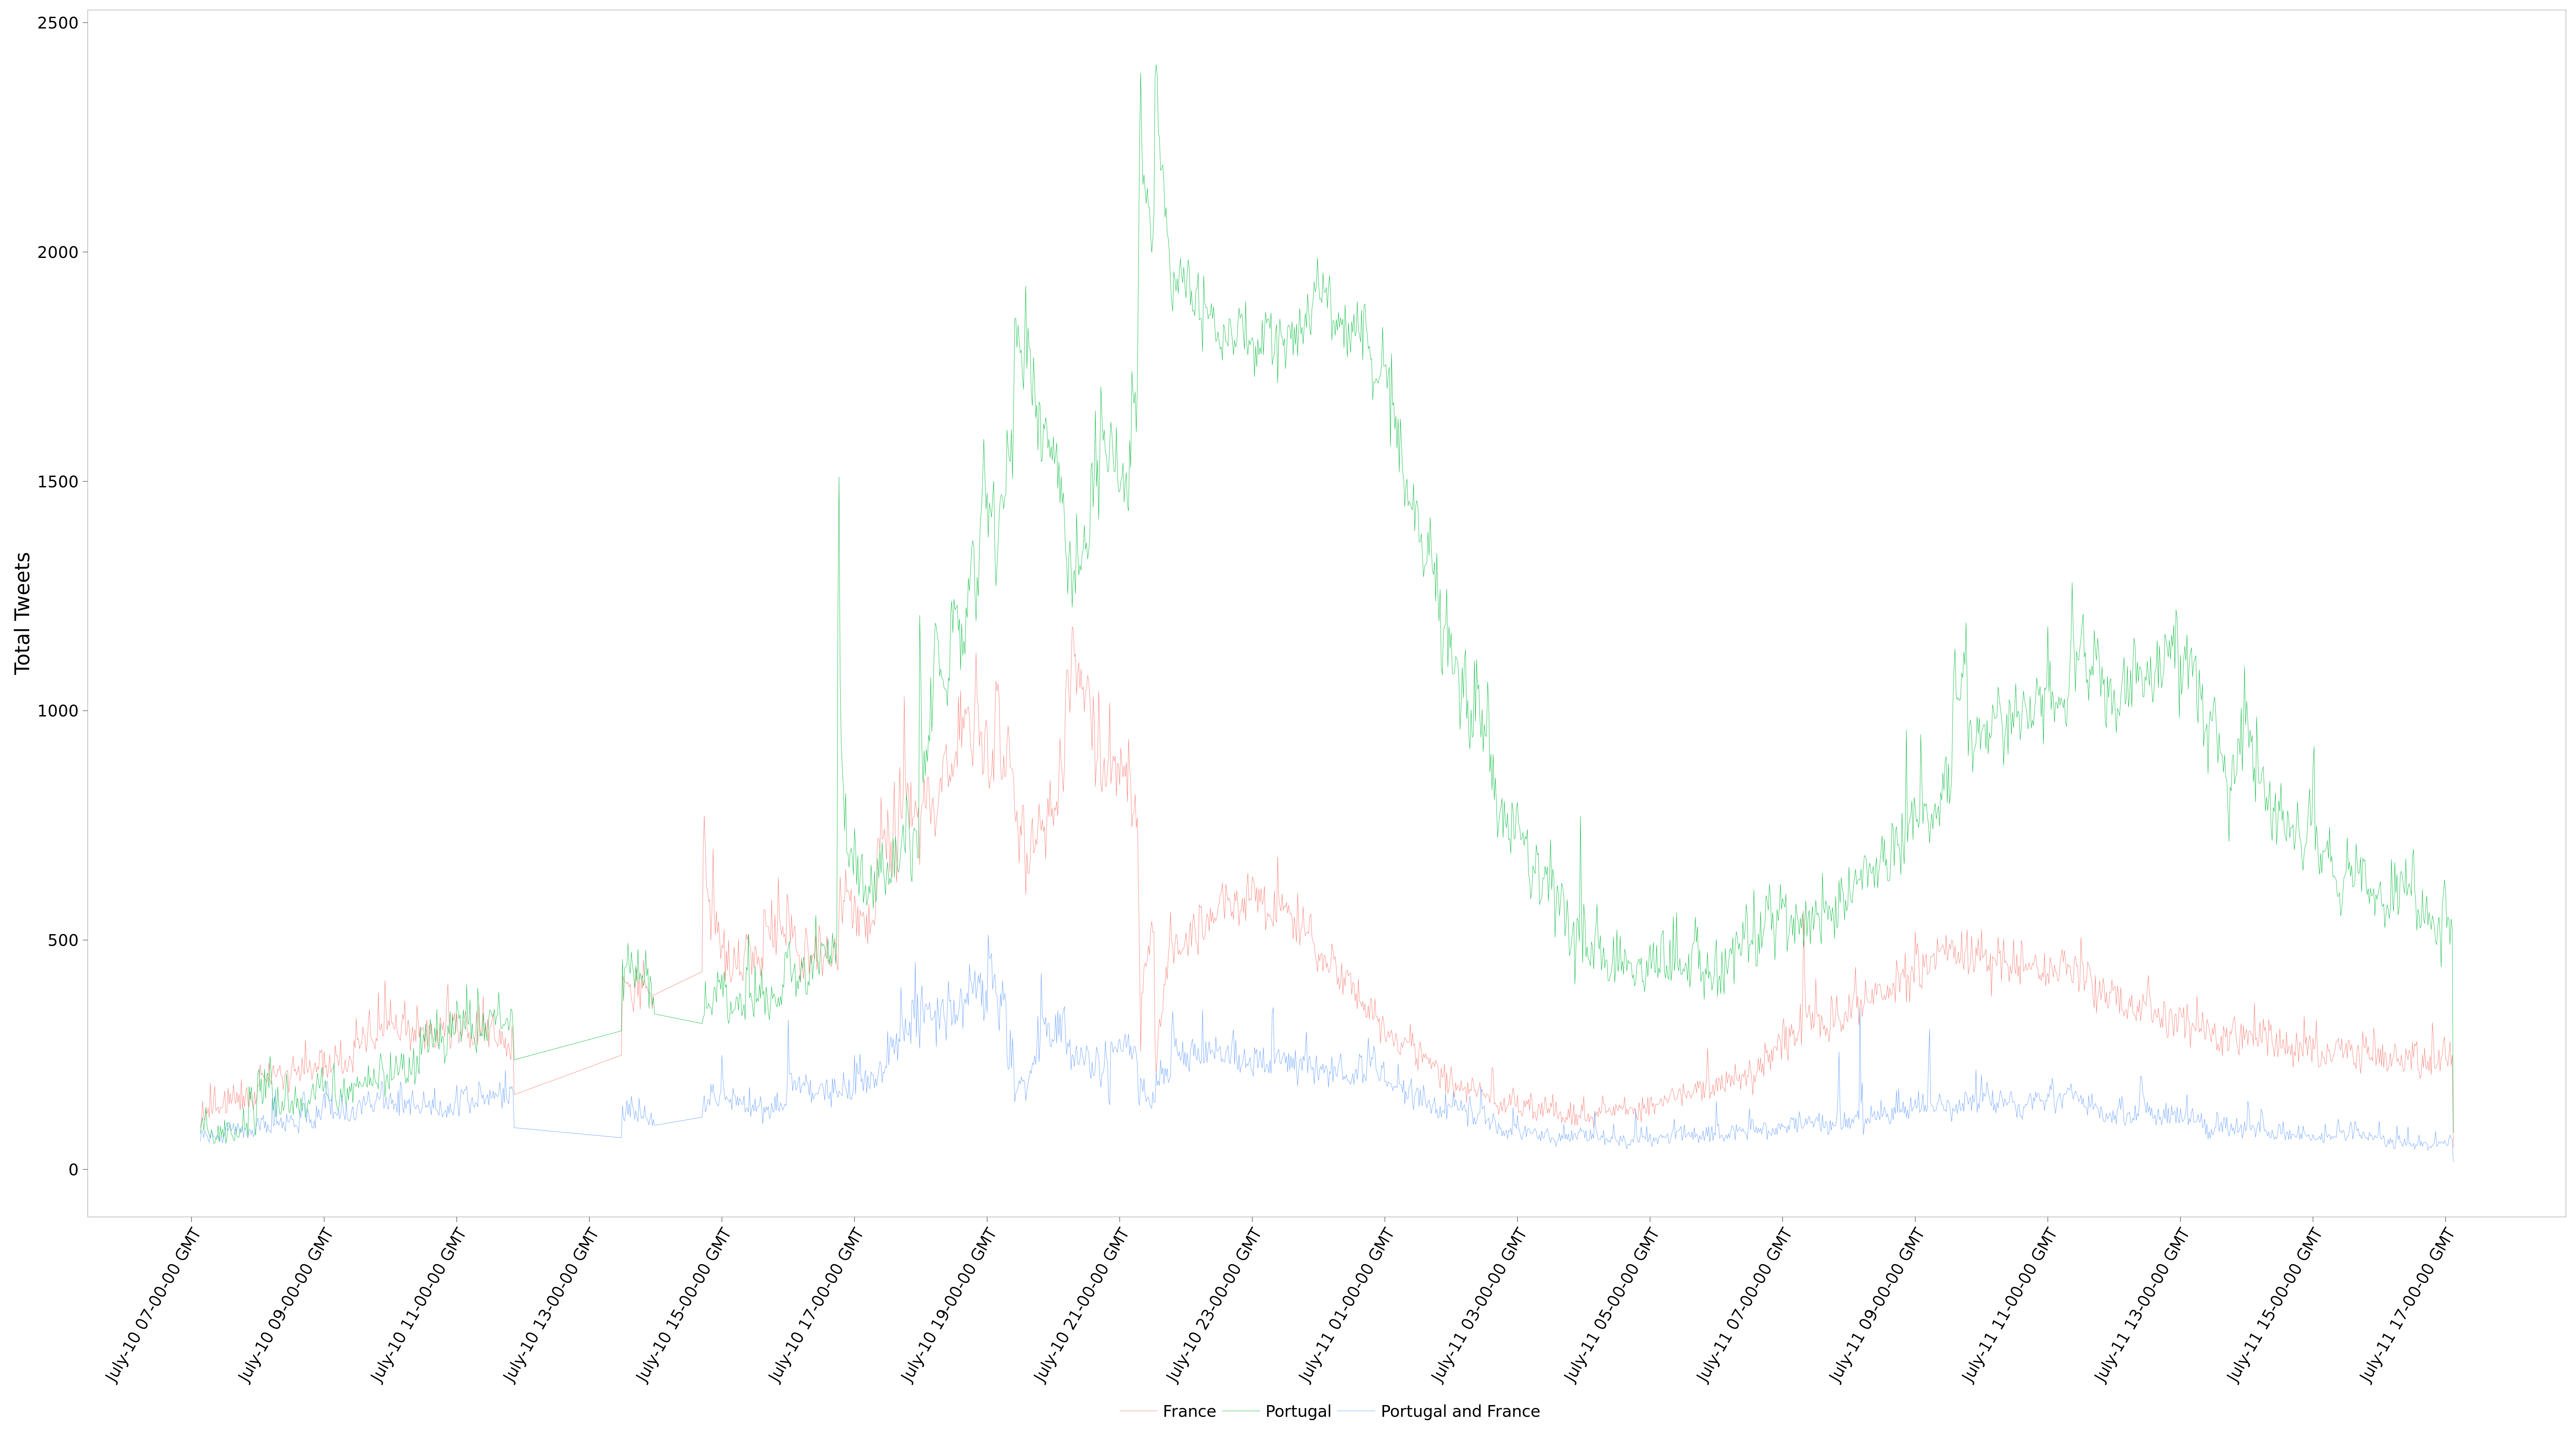 2500
2000
1500
1000
500
0
Total Tweets
July-10 07-00-00 GMT
July-10 09-00-00 GMT
July-10 11-00-00 GMT
July-10 13-00-00 GMT
July-10 15-00-00 GMT
July-10 17-00-00 GMT
July-10 19-00-00 GMT
July-10 21-00-00 GMT
July-10 23-00-00 GMT
July-11 01-00-00 GMT
July-11 03-00-00 GMT
July-11 05-00-00 GMT
July-11 07-00-00 GMT
July-11 09-00-00 GMT
July-11 11-00-00 GMT
July-11 13-00-00 GMT
July-11 15-00-00 GMT
July-11 17-00-00 GMT
France Portugal Portugal and France